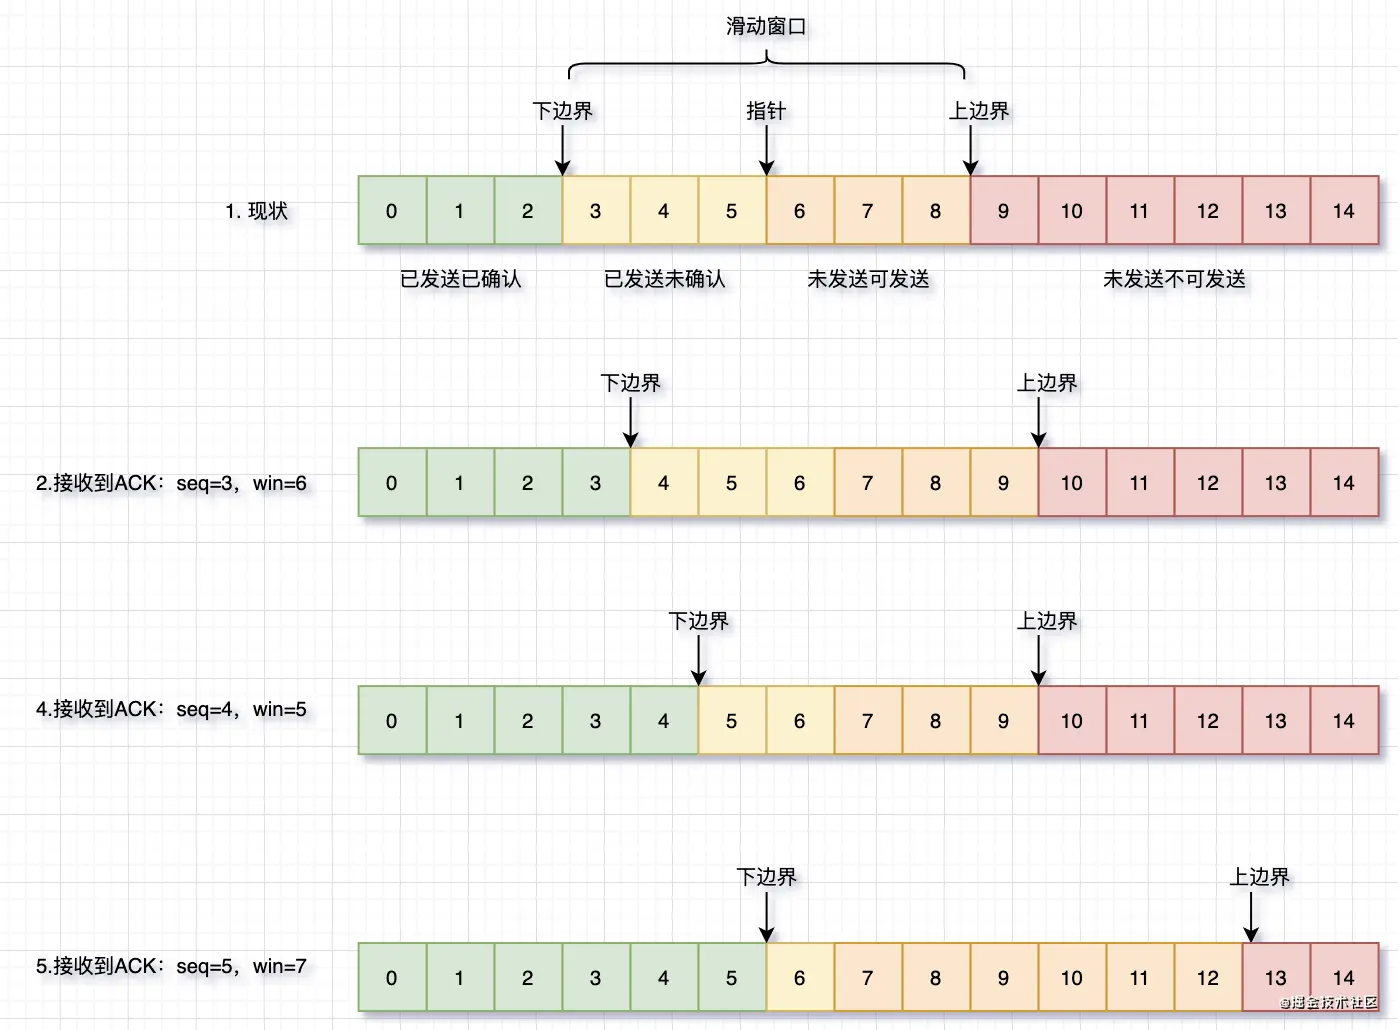 滑动窗口
下边界 指针 上边界
1. 现状 0 1 2 3 4 5 6 7 8 9 10 11 12 13 14
已发送已确认 已发送未确认 未发送可发送 未发送不可发送
下边界 上边界
2.接收到ACK：seq=3，win=6 0 1 2 3 4 5 6 7 8 9 10 11 12 13 14
下边界 上边界
4.接收到ACK：seq=4，win=5 0 1 2 3 4 5 6 7 8 9 10 11 12 13 14
下边界 上边界
5.接收到ACK：seq=5，win=7 0 1 2 3 4 5 6 7 8 9 10 11 12 13 14
@掘金技术社区